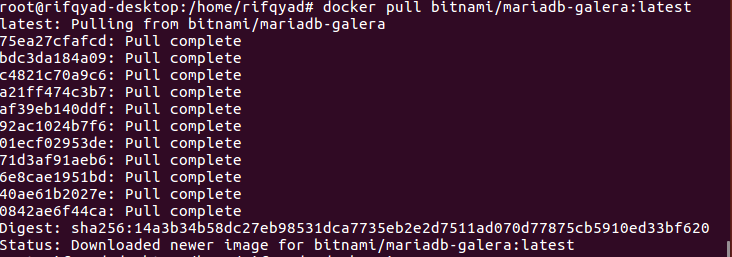 root@rifqyad-desktop:/home/rifqyad# docker pull bitnami/mariadb-galera:latest
latest: Pulling from bitnami/mariadb-galera
75ea27cfafcd: Pull complete
bdc3da184a09: Pull complete
c4821c70a9c6: Pull complete
a21ff474c3b7: Pull complete
af39eb140ddf: Pull complete
92ac1024b7f6: Pull complete
01ecf02953de: Pull complete
71d3af91aeb6: Pull complete
6e8cae1951bd: Pull complete
40ae61b2027e: Pull complete
0842ae6f44ca: Pull complete
Digest: sha256:14a3b34b58dc27eb98531dca7735eb2e2d7511ad070d77875cb5910ed33bf620
Status: Downloaded newer image for bitnami/mariadb-galera:latest